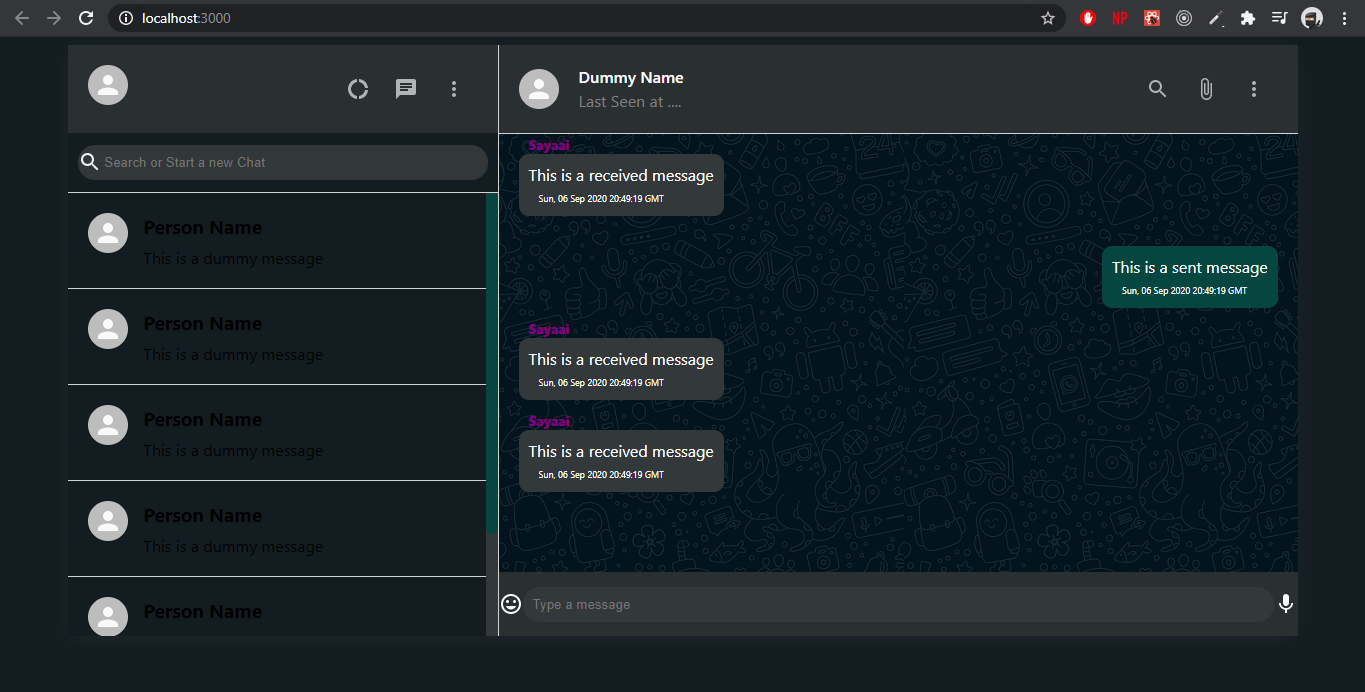 localhost:3000
NP
Dummy Name
Last Seen at ....
Search or Start a new Chat
Person Name
This is a dummy message
Person Name
This is a dummy message
Person Name
This is a dummy message
Person Name
This is a dummy message
Person Name
Sayaai
This is a received message
Sun, 06 Sep 2020 20:49:19 GMT
This is a sent message
Sun, 06 Sep 2020 20:49:19 GMT
Sayaai
This is a received message
Sun, 06 Sep 2020 20:49:19 GMT
Sayaai
This is a received message
Sun, 06 Sep 2020 20:49:19 GMT
Type a message